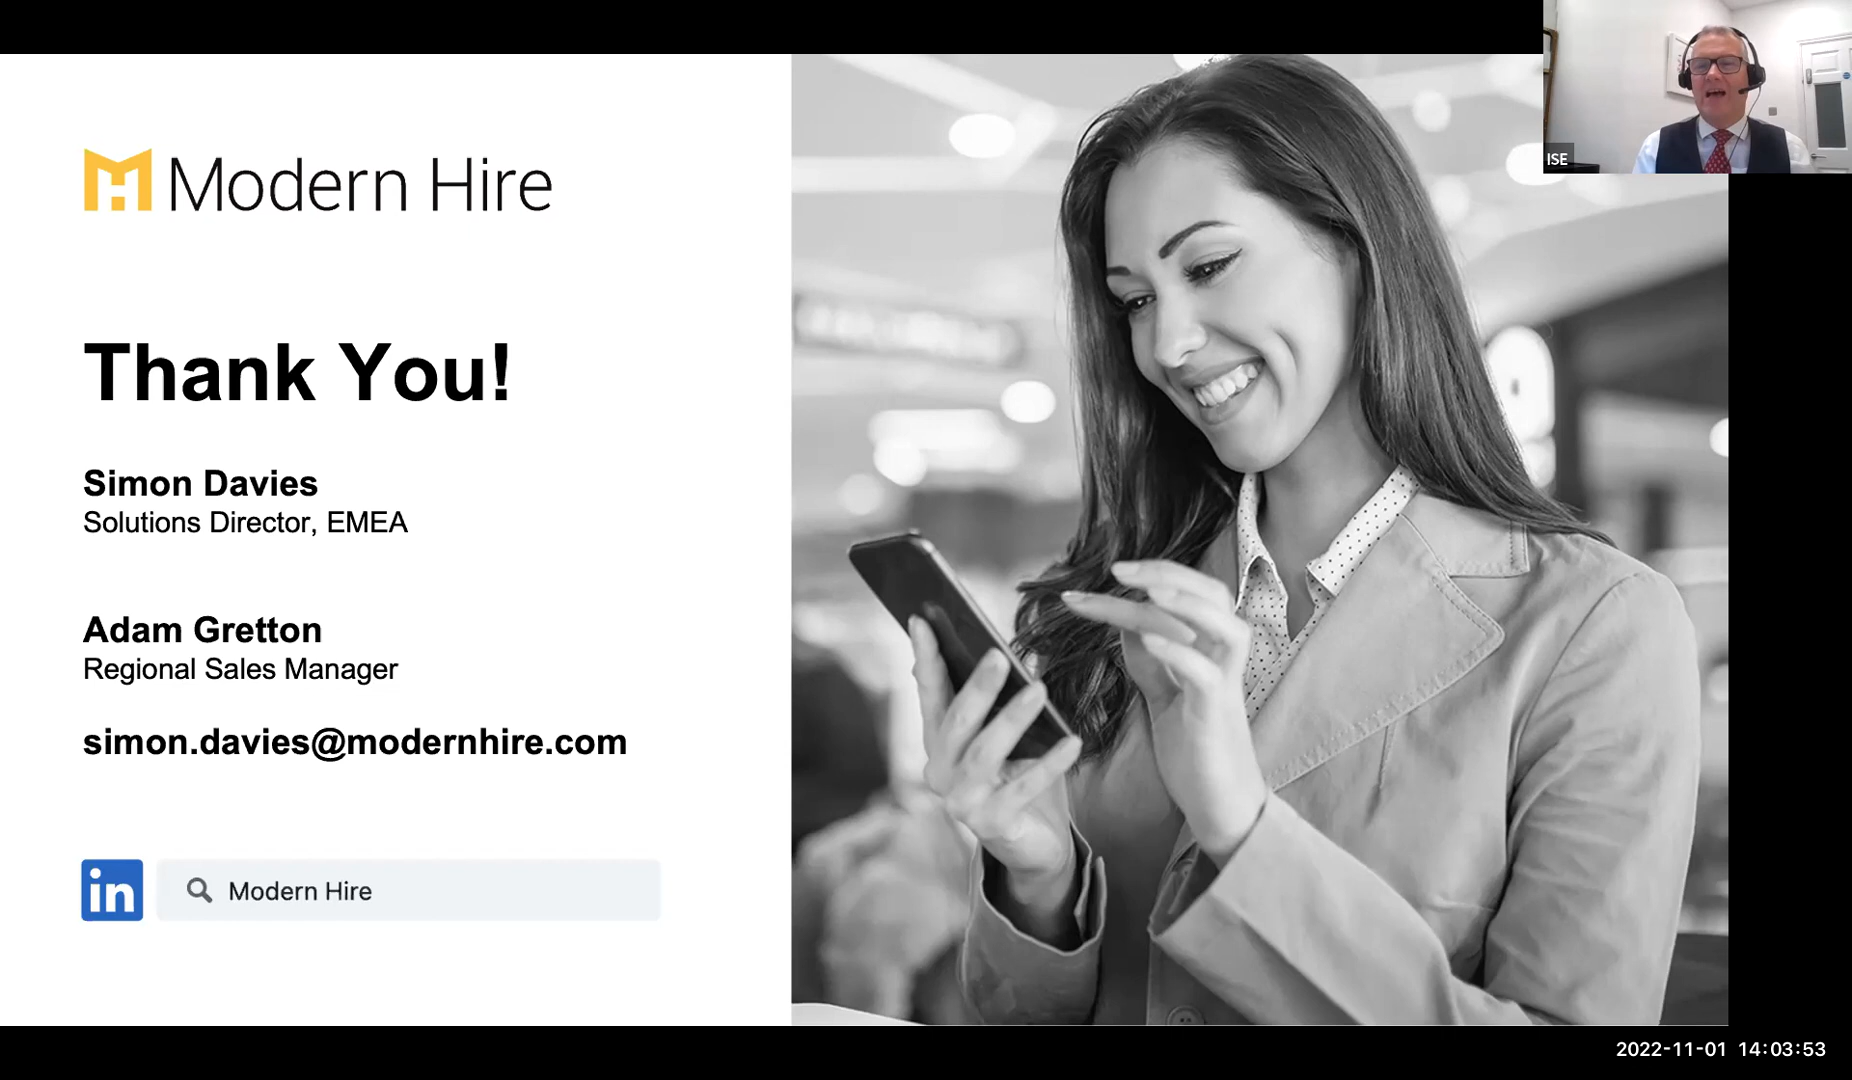 Modern Hire
ISE
Thank You!
Simon Davies
Solutions Director, EMEA
Adam Gretton
Regional Sales Manager
simon.davies@modernhire.com
in
Modern Hire
2022-11-01 14:03:53